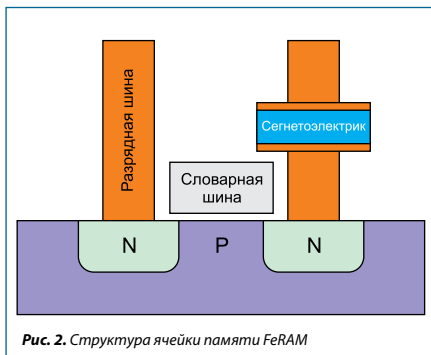 Разрядная шина
Сегнетоэлектрик
Словарная
шина
N
P
N
Рис. 2. Структура ячейки памяти FeRAM